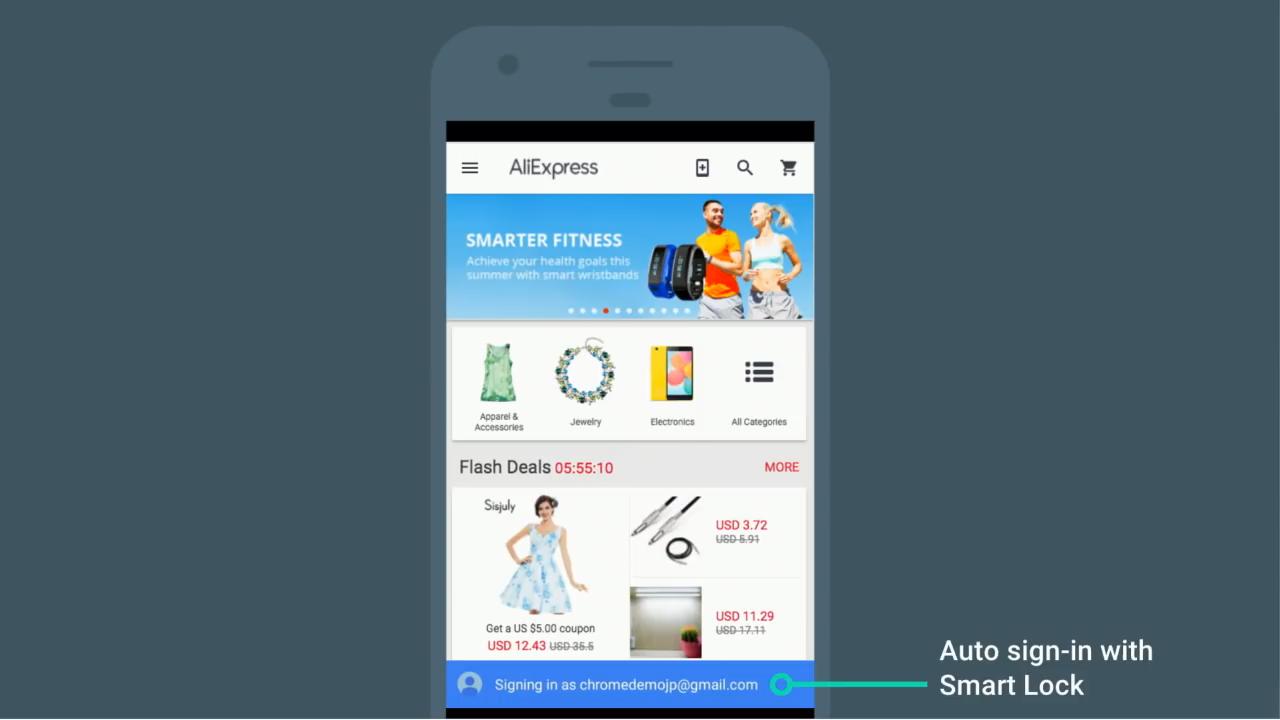 AliExpress
SMARTER FITNESS
Achieve your health goals this
summer with smart wristbands
Apparel &
Accessories
Jewelry
Electronics
All Categories
Flash Deals 05:55:10
MORE
Sisjuly
Get a US $5.00 coupon
USD 12.43 USD 35.5
USD 3.72
USD 5.91
USD 11.29
USD 17.11
Signing in as chromedemojp@gmail.com
Auto sign-in with
Smart Lock